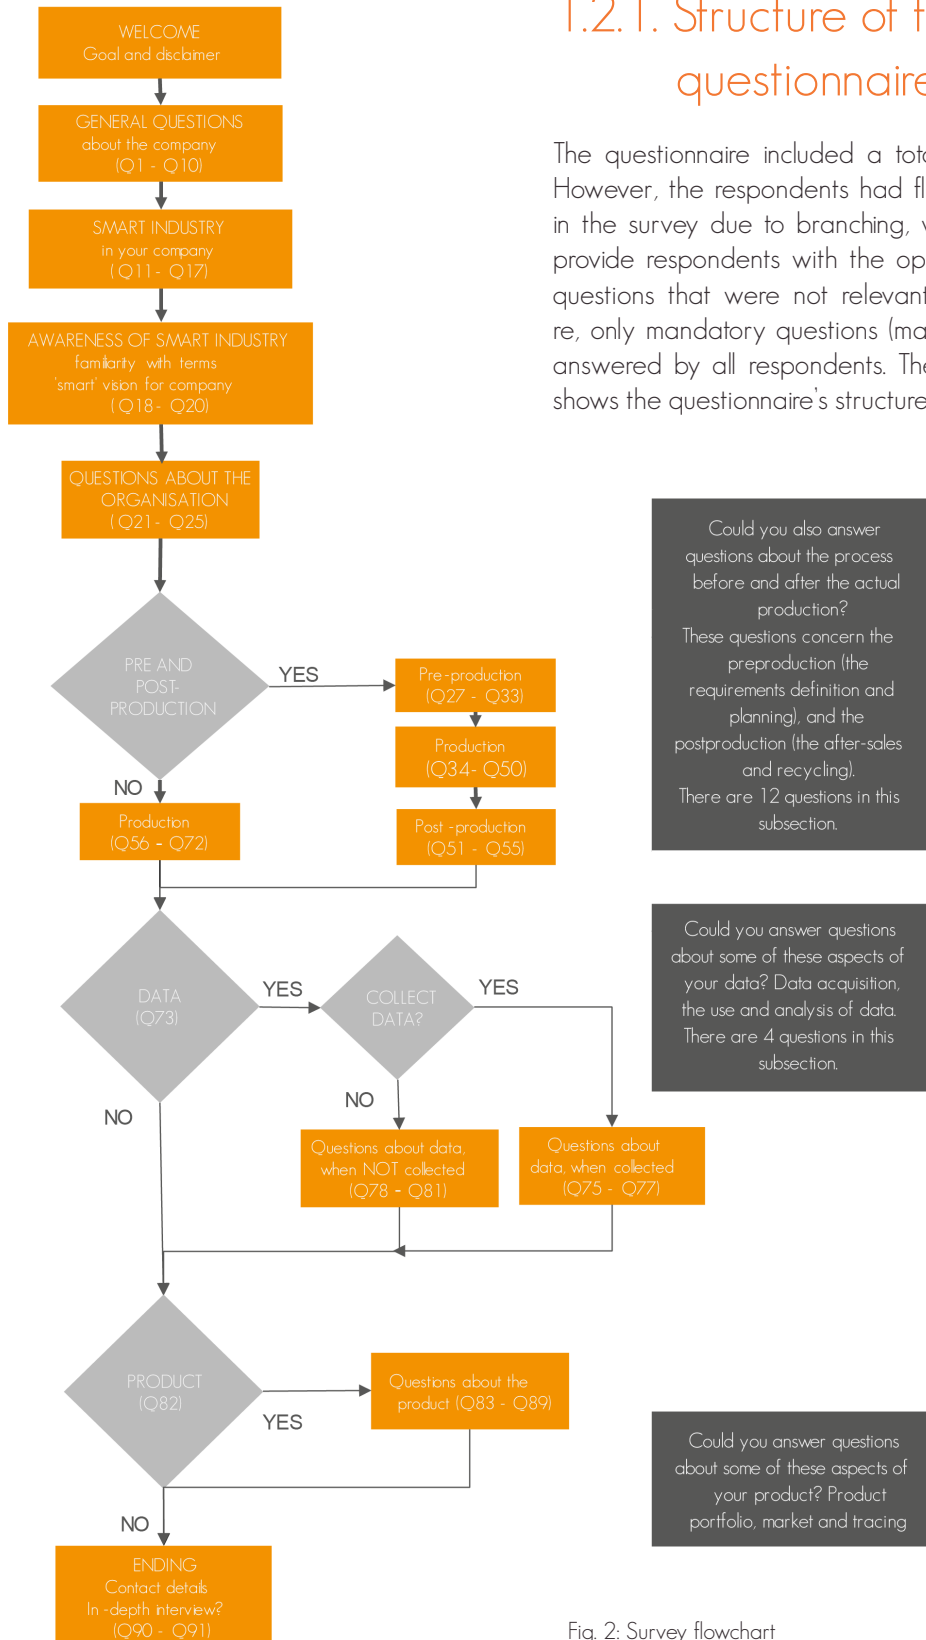 WELCOME
Goal and disclaimer
GENERAL QUESTIONS
about the company
(Q1 - Q10)
SMART INDUSTRY
in your company
( Q11 - Q17)
AWARENESS OF SMART INDUSTRY
familiarity with terms
'smart' vision for company
( Q18 - Q20)
QUESTIONS ABOUT THE
ORGANISATION
( Q21 - Q25)
PRE AND
POST-
PRODUCTION
YES
Pre-production
(Q27 - Q33)
Production
(Q34- Q50)
Post -production
(Q51 - Q55)
NO
Production
(Q56 - Q72)
DATA
(Q73)
YES
COLLECT
DATA?
YES
NO
NO
Questions about data,
when NOT collected
(Q78 - Q81)
Questions about
data, when collected
(Q75 - Q77)
PRODUCT
(Q82)
YES
Questions about the
product (Q83 - Q89)
NO
ENDING
Contact details
In -depth interview?
(Q90 - Q91)
1.2.1. Structure of
questionnaire
The questionnaire included a
However, the respondents had
in the survey due to branching,
provide respondents with the
questions that were not relevant
re, only mandatory questions
answered by all respondents.
shows the questionnaire's structure
Could you also answer
questions about the process
before and after the actual
production?
These questions concern the
preproduction (the
requirements definition and
planning), and the
postproduction (the after-sales
and recycling).
There are 12 questions in this
subsection.
Could you answer questions
about some of these aspects of
your data? Data acquisition,
the use and analysis of data.
There are 4 questions in this
subsection.
Could you answer questions
about some of these aspects of
your product? Product
portfolio, market and tracing
Fig. 2: Survey flowchart